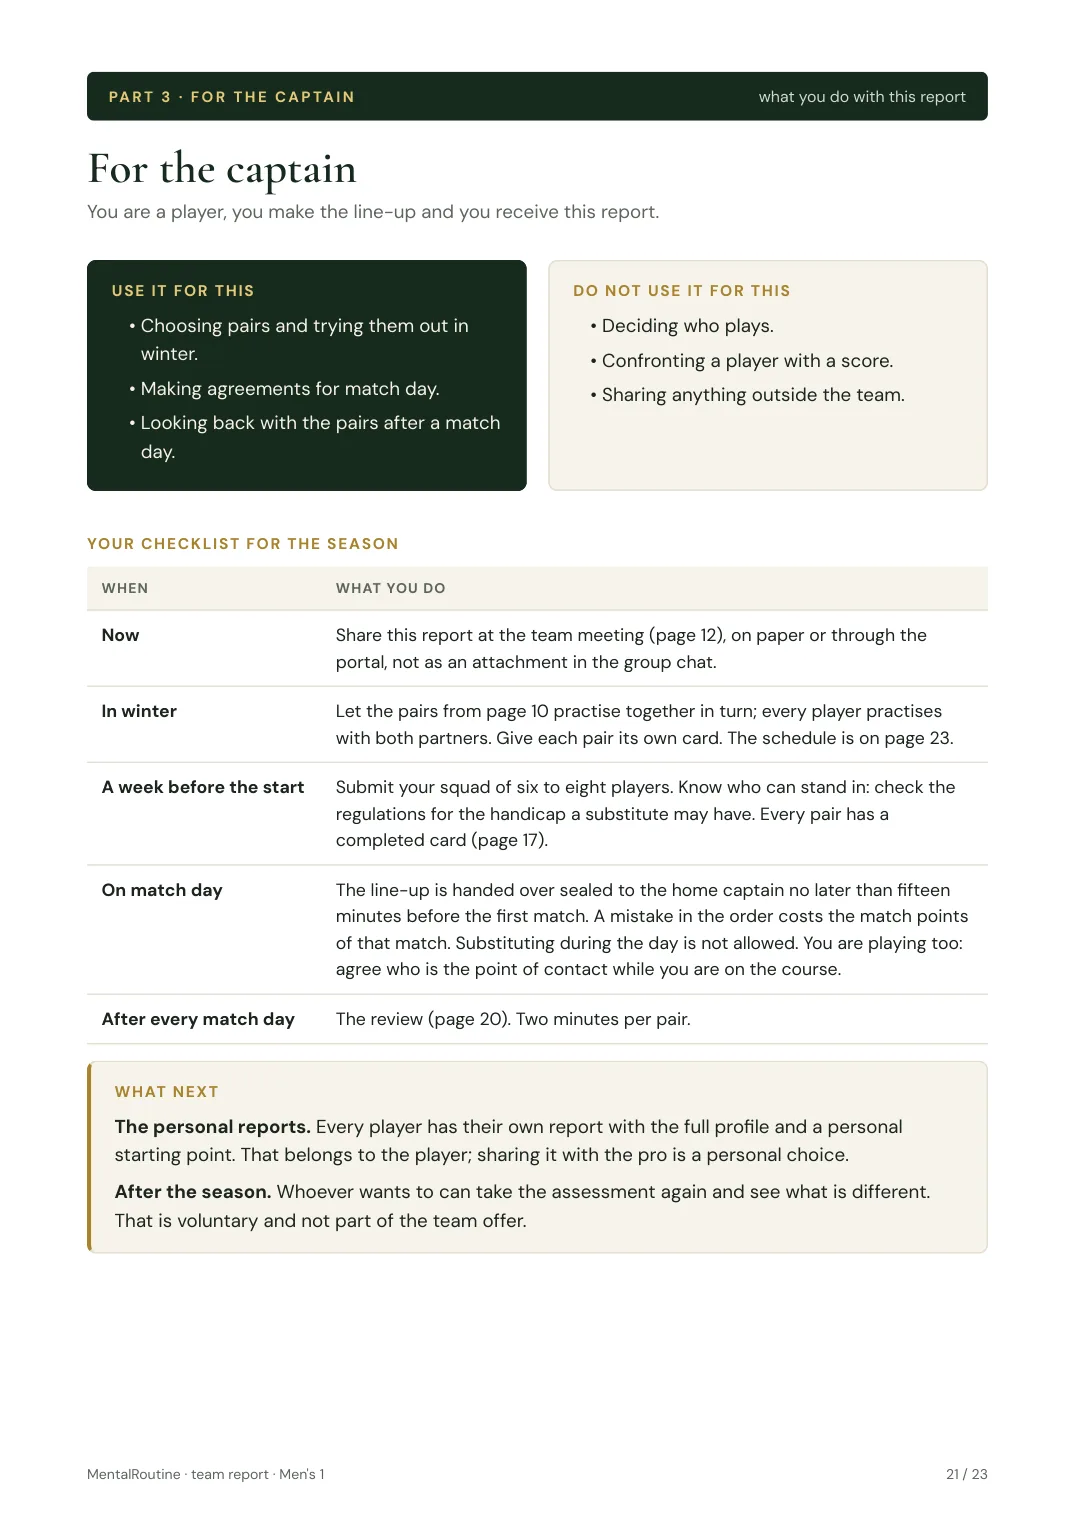 PART 3 · FOR THE CAPTAIN
what you do with this report
For the captain
You are a player, you make the line-up and you receive this report.
USE IT FOR THIS
• Choosing pairs and trying them out in
winter.
• Making agreements for match day.
• Looking back with the pairs after a match
day.
DO NOT USE IT FOR THIS
• Deciding who plays.
• Confronting a player with a score.
• Sharing anything outside the team.
YOUR CHECKLIST FOR THE SEASON
WHEN WHAT YOU DO
Now Share this report at the team meeting (page 12), on paper or through the
portal, not as an attachment in the group chat.
In winter Let the pairs from page 10 practise together in turn; every player practises
with both partners. Give each pair its own card. The schedule is on page 23.
A week before the start Submit your squad of six to eight players. Know who can stand in: check the
regulations for the handicap a substitute may have. Every pair has a
completed card (page 17).
On match day The line-up is handed over sealed to the home captain no later than fifteen
minutes before the first match. A mistake in the order costs the match points
of that match. Substituting during the day is not allowed. You are playing too:
agree who is the point of contact while you are on the course.
After every match day The review (page 20). Two minutes per pair.
WHAT NEXT
The personal reports. Every player has their own report with the full profile and a personal
starting point. That belongs to the player; sharing it with the pro is a personal choice.
After the season. Whoever wants to can take the assessment again and see what is different.
That is voluntary and not part of the team offer.
MentalRoutine · team report · Men's 1
21 / 23